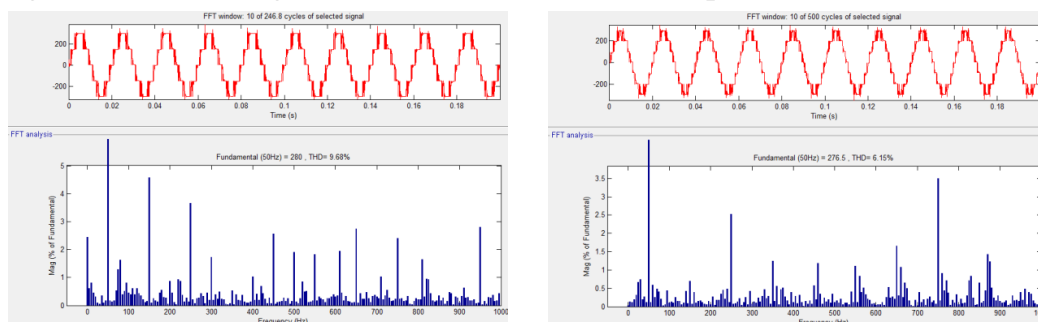 FFT window: 10 of 246.8 cycles of selected signal
200
0
-200
0 0.02 0.04 0.06 0.08 0.1 0.12 0.14 0.16 0.18
Time (s)
FFT analysis
Fundamental (50Hz) = 280 , THD= 9.68%
5
4
3
2
1
0
Mag (% of Fundamental)
0 100 200 300 400 500 600 700 800 900 1000
Frequency (Hz)
FFT window: 10 of 500 cycles of selected signal
200
0
-200
0 0.02 0.04 0.06 0.08 0.1 0.12 0.14 0.16 0.18
Time (s)
FFT analysis
Fundamental (50Hz) = 276.5 , THD= 6.15%
3.5
3
2.5
2
1.5
1
0.5
0
Mag (% of Fundamental)
0 100 200 300 400 500 600 700 800 900
Frequency (Hz)